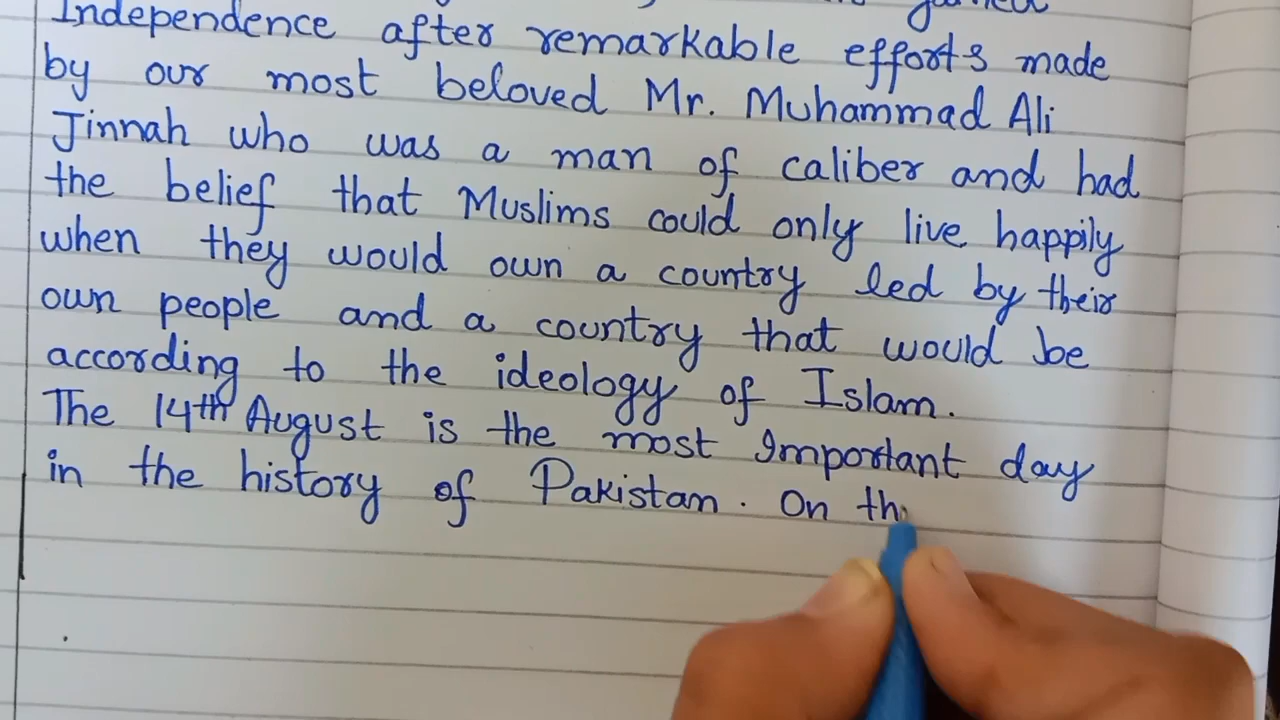 gained
Independence after remarkable efforts made
by our most beloved Mr. Muhammad Ali
Jinnah who was a man of caliber and had
the belief that Muslims could only live happily
when they would own a country led by their
own people and a country that would be
according to the ideology of Islam.
The 14th August is the most Important day
in the history of Pakistan. On th